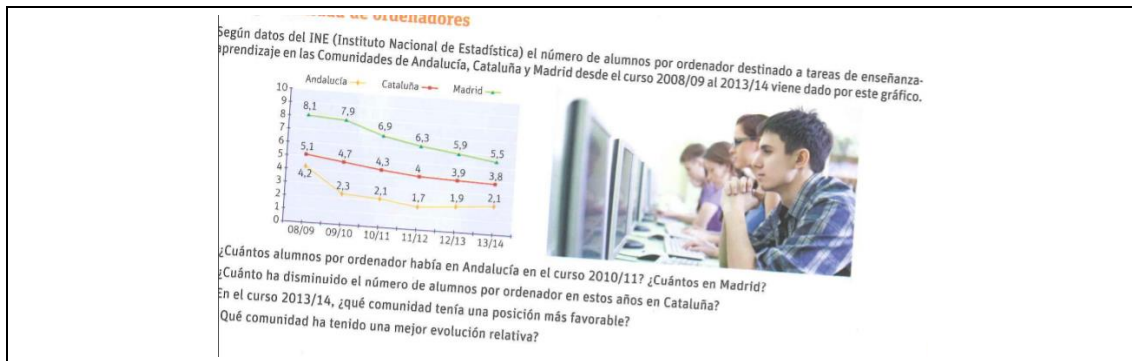 de ordenadores
Según datos del INE (Instituto Nacional de Estadística) el número de alumnos por ordenador destinado a tareas de enseñanza-
aprendizaje en las Comunidades de Andalucía, Cataluña y Madrid desde el curso 2008/09 al 2013/14 viene dado por este gráfico.
Andalucía Cataluña Madrid
10
9
8
7
6
5
4
3
2
1
0
8,1 7,9 6,9 6,3 5,9 5,5
5,1 4,7 4,3 4 3,9 3,8
4,2 2,3 2,1 1,7 1,9 2,1
08/09 09/10 10/11 11/12 12/13 13/14
¿Cuántos alumnos por ordenador había en Andalucía en el curso 2010/11? ¿Cuántos en Madrid?
¿Cuánto ha disminuido el número de alumnos por ordenador en estos años en Cataluña?
En el curso 2013/14, ¿qué comunidad tenía una posición más favorable?
Qué comunidad ha tenido una mejor evolución relativa?